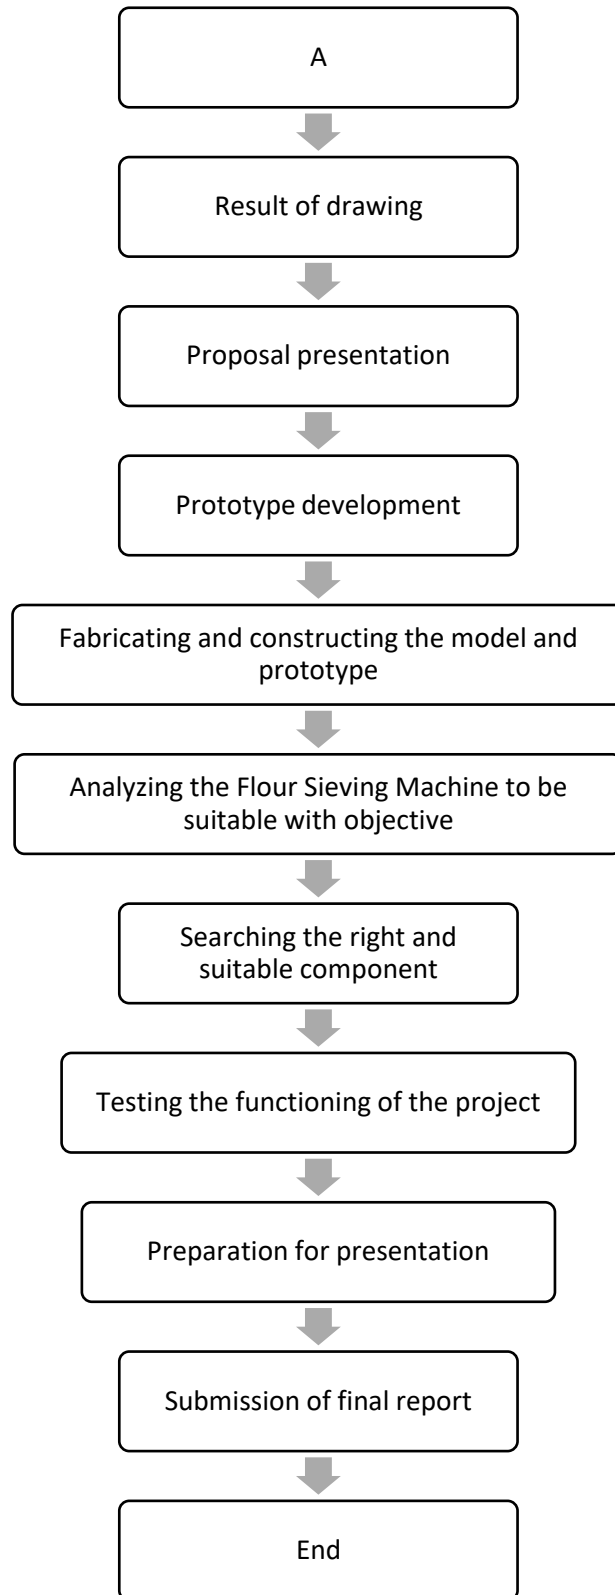 A
Result of drawing
Proposal presentation
Prototype development
Fabricating and constructing the model and
prototype
Analyzing the Flour Sieving Machine to be
suitable with objective
Searching the right and
suitable component
Testing the functioning of the project
Preparation for presentation
Submission of final report
End